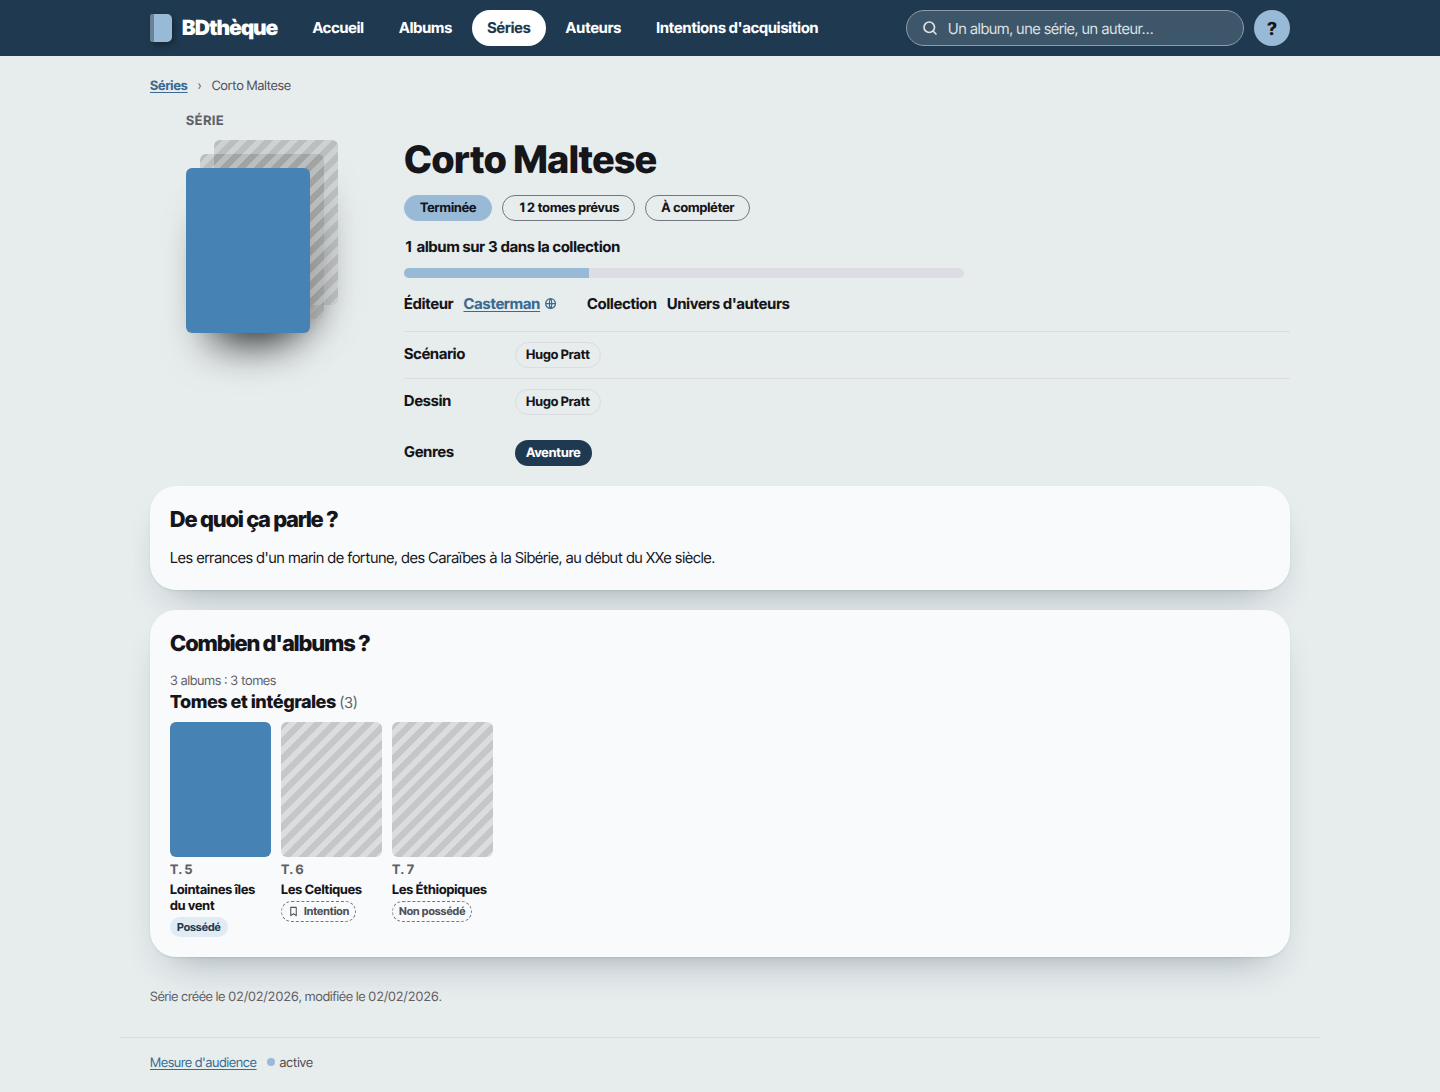 BDthèque Accueil Albums Séries Auteurs Intentions d'acquisition Un album, une série, un auteur... ?
Séries › Corto Maltese
SÉRIE
Corto Maltese
Terminée 12 tomes prévus À compléter
1 album sur 3 dans la collection
Éditeur Casterman Collection Univers d'auteurs
Scénario Hugo Pratt
Dessin Hugo Pratt
Genres Aventure
De quoi ça parle ?
Les errances d'un marin de fortune, des Caraïbes à la Sibérie, au début du XXe siècle.
Combien d'albums ?
3 albums : 3 tomes
Tomes et intégrales (3)
T. 5
Lointaines îles
du vent
Possédé
T. 6
Les Celtiques
Intention
T. 7
Les Éthiopiques
Non possédé
Série créée le 02/02/2026, modifiée le 02/02/2026.
Mesure d'audience active